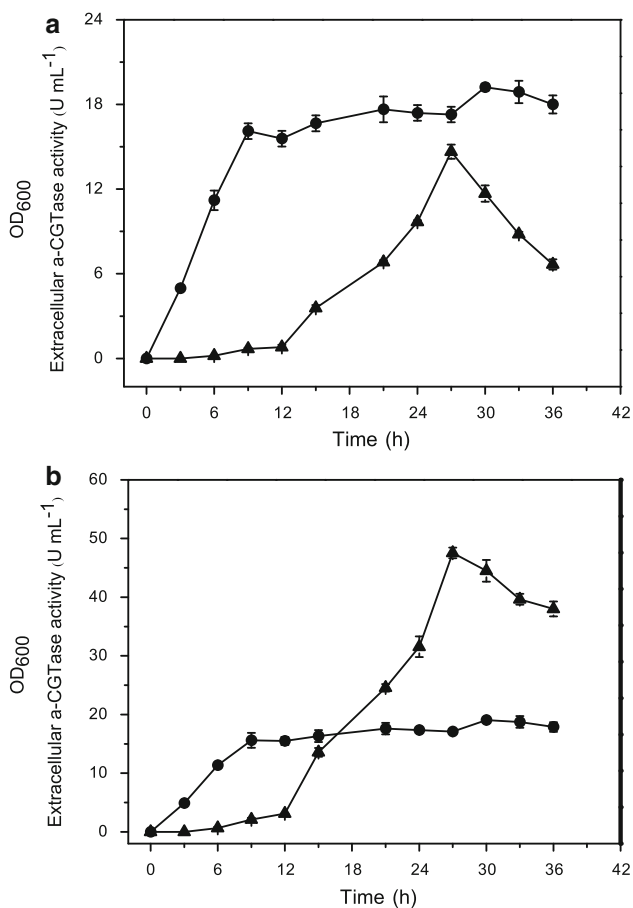 a
OD600
Extracellular a-CGTase activity (U mL-1)
24
18
12
6
0
0 6 12 18 24 30 36 42
Time (h)
b
OD600
Extracellular a-CGTase activity (U mL-1)
60
50
40
30
20
10
0
0 6 12 18 24 30 36 42
Time (h)